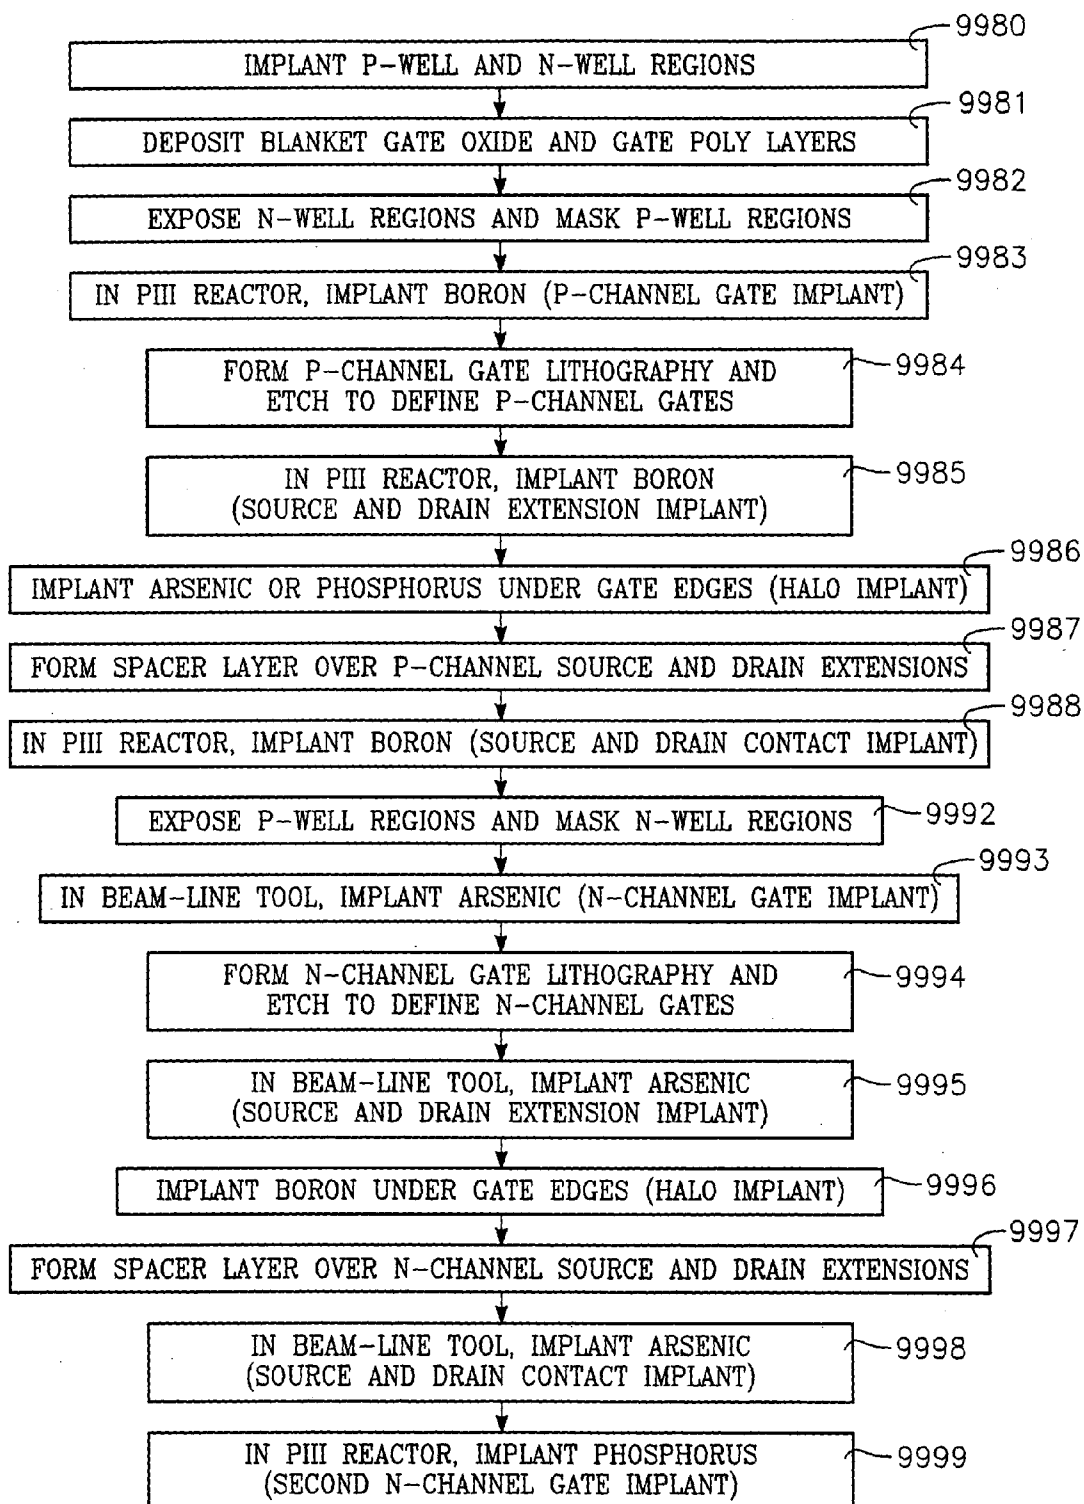 9980
IMPLANT P-WELL AND N-WELL REGIONS
9981
DEPOSIT BLANKET GATE OXIDE AND GATE POLY LAYERS
9982
EXPOSE N-WELL REGIONS AND MASK P-WELL REGIONS
9983
IN PIII REACTOR, IMPLANT BORON (P-CHANNEL GATE IMPLANT)
FORM P-CHANNEL GATE LITHOGRAPHY AND
ETCH TO DEFINE P-CHANNEL GATES
9984
IN PIII REACTOR, IMPLANT BORON
(SOURCE AND DRAIN EXTENSION IMPLANT)
9985
9986
IMPLANT ARSENIC OR PHOSPHORUS UNDER GATE EDGES (HALO IMPLANT)
9987
FORM SPACER LAYER OVER P-CHANNEL SOURCE AND DRAIN EXTENSIONS
9988
IN PIII REACTOR, IMPLANT BORON (SOURCE AND DRAIN CONTACT IMPLANT)
EXPOSE P-WELL REGIONS AND MASK N-WELL REGIONS
9992
9993
IN BEAM-LINE TOOL, IMPLANT ARSENIC (N-CHANNEL GATE IMPLANT)
FORM N-CHANNEL GATE LITHOGRAPHY AND
ETCH TO DEFINE N-CHANNEL GATES
9994
IN BEAM-LINE TOOL, IMPLANT ARSENIC
(SOURCE AND DRAIN EXTENSION IMPLANT)
9995
IMPLANT BORON UNDER GATE EDGES (HALO IMPLANT)
9996
9997
FORM SPACER LAYER OVER N-CHANNEL SOURCE AND DRAIN EXTENSIONS
IN BEAM-LINE TOOL, IMPLANT ARSENIC
(SOURCE AND DRAIN CONTACT IMPLANT)
9998
IN PIII REACTOR, IMPLANT PHOSPHORUS
(SECOND N-CHANNEL GATE IMPLANT)
9999